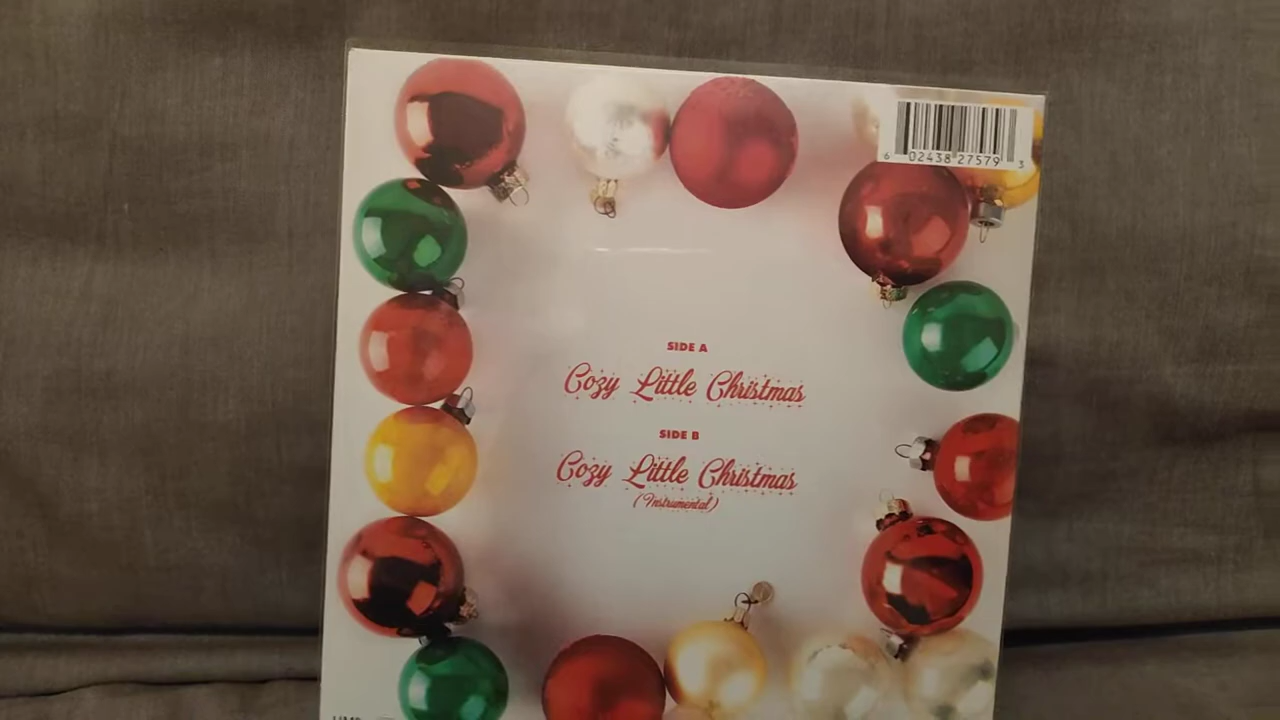 6 02438 27579 3
SIDE A
Cozy Little Christmas
SIDE B
Cozy Little Christmas
(Instrumental)